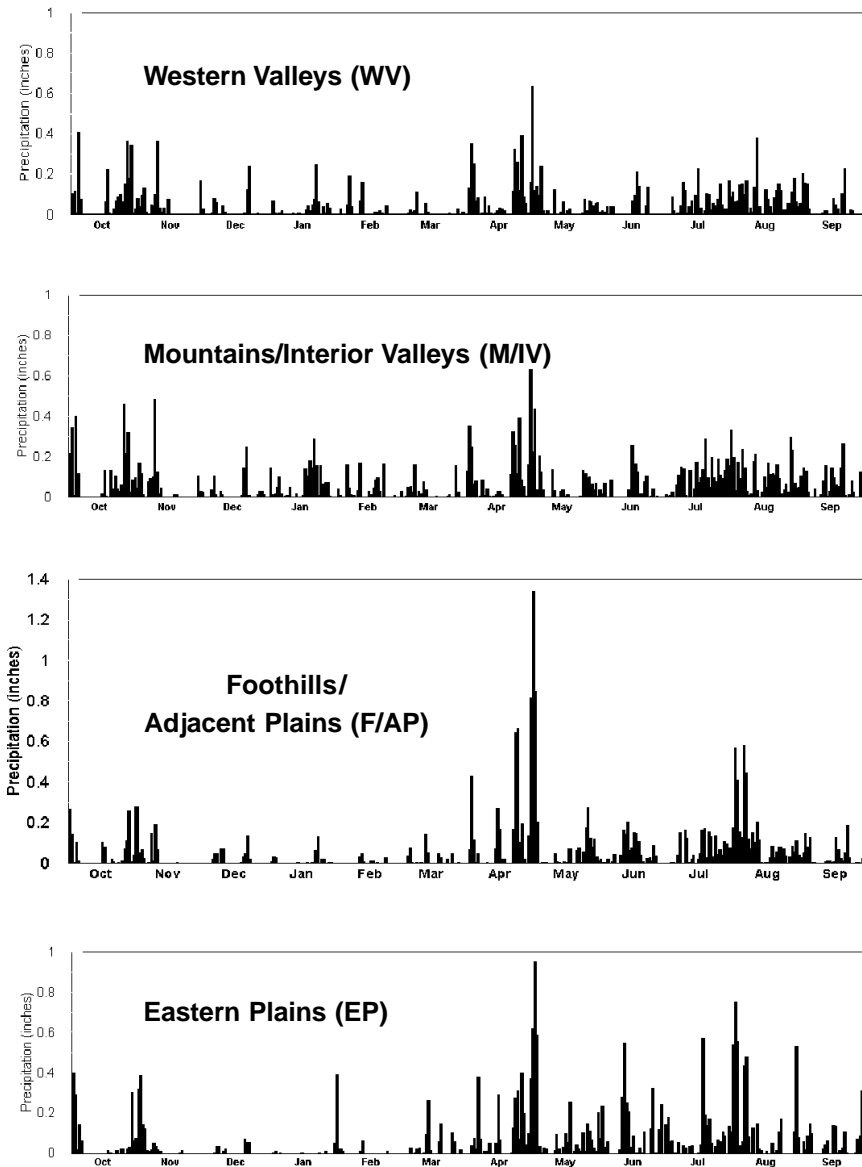 1
0.8
0.6
0.4
0.2
0
Precipitation (inches)
Western Valleys (WV)
Oct Nov Dec Jan Feb Mar Apr May Jun Jul Aug Sep
1
0.8
0.6
0.4
0.2
0
Precipitation (inches)
Mountains/Interior Valleys (M/IV)
Oct Nov Dec Jan Feb Mar Apr May Jun Jul Aug Sep
1.4
1.2
1
0.8
0.6
0.4
0.2
0
Precipitation (inches)
Foothills/
Adjacent Plains (F/AP)
Oct Nov Dec Jan Feb Mar Apr May Jun Jul Aug Sep
1
0.8
0.6
0.4
0.2
0
Precipitation (inches)
Eastern Plains (EP)
Oct Nov Dec Jan Feb Mar Apr May Jun Jul Aug Sep